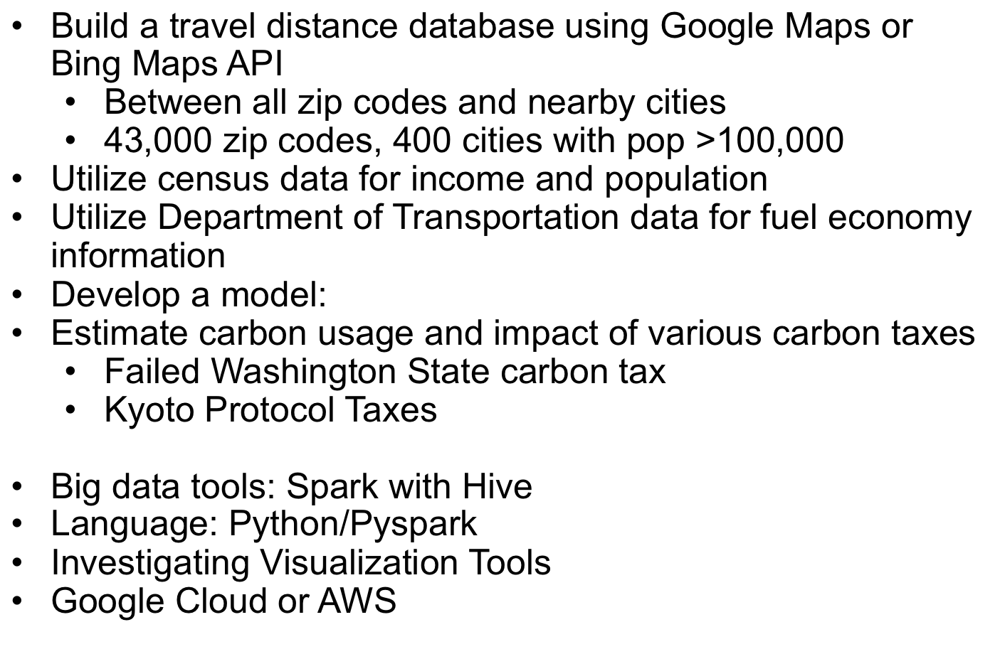 • Build a travel distance database using Google Maps or
Bing Maps API
• Between all zip codes and nearby cities
• 43,000 zip codes, 400 cities with pop >100,000
• Utilize census data for income and population
• Utilize Department of Transportation data for fuel economy
information
• Develop a model:
• Estimate carbon usage and impact of various carbon taxes
• Failed Washington State carbon tax
• Kyoto Protocol Taxes
• Big data tools: Spark with Hive
• Language: Python/Pyspark
• Investigating Visualization Tools
• Google Cloud or AWS